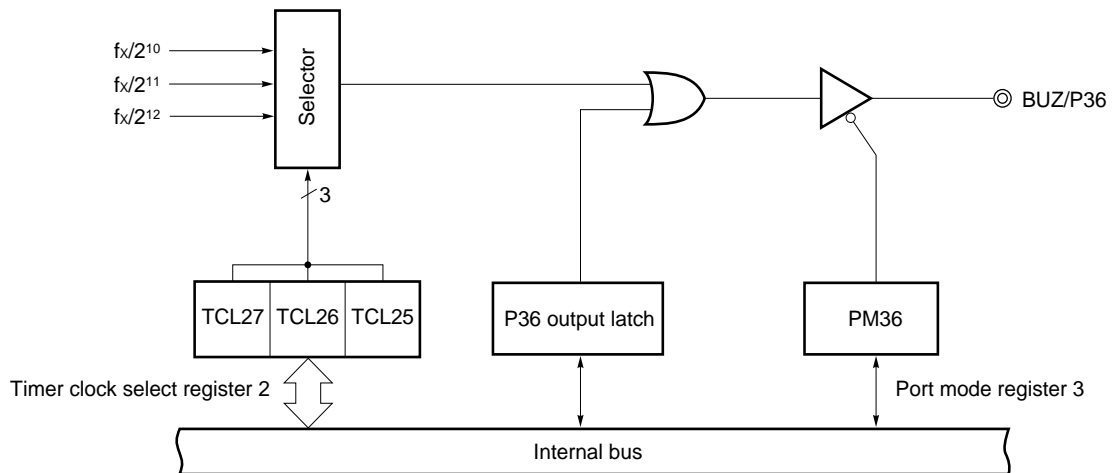 fX/2¹⁰
fX/2¹¹
fX/2¹²
Selector
BUZ/P36
3
TCL27 TCL26 TCL25
P36 output latch
PM36
Timer clock select register 2
Port mode register 3
Internal bus